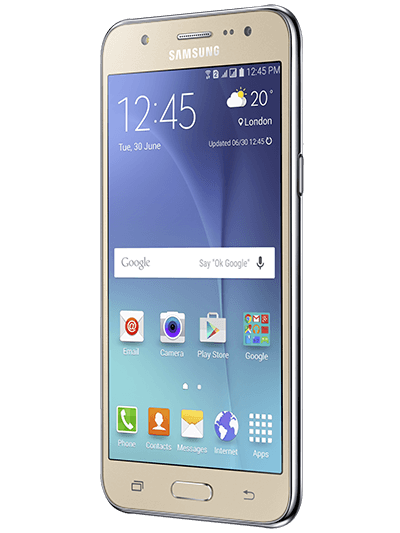 SAMSUNG
12:45 PM
12:45
Tue, 30 June
20°
London
Updated 06/30 12:45
Google
Say "Ok Google"
Email
Camera
Play Store
Google
Phone
Contacts
Messages
Internet
Apps